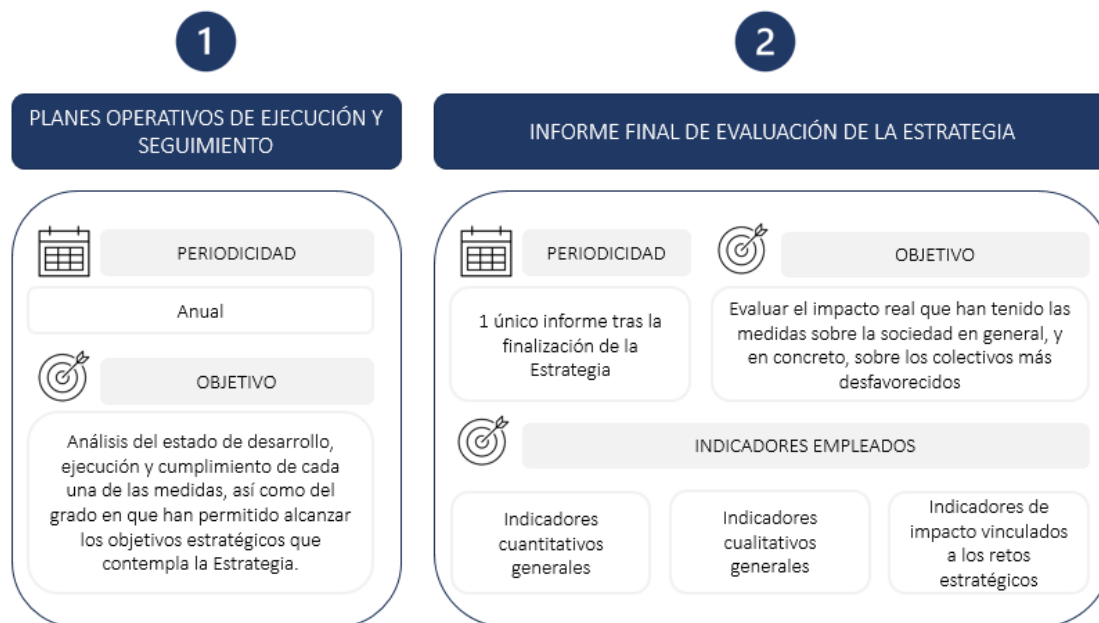 1
PLANES OPERATIVOS DE EJECUCIÓN Y
SEGUIMIENTO
PERIODICIDAD
Anual
OBJETIVO
Análisis del estado de desarrollo,
ejecución y cumplimiento de cada
una de las medidas, así como del
grado en que han permitido alcanzar
los objetivos estratégicos que
contempla la Estrategia.
2
INFORME FINAL DE EVALUACIÓN DE LA ESTRATEGIA
PERIODICIDAD
1 único informe tras la
finalización de la
Estrategia
OBJETIVO
Evaluar el impacto real que han tenido las
medidas sobre la sociedad en general, y
en concreto, sobre los colectivos más
desfavorecidos
INDICADORES EMPLEADOS
Indicadores
cuantitativos
generales
Indicadores
cualitativos
generales
Indicadores de
impacto vinculados
a los retos
estratégicos